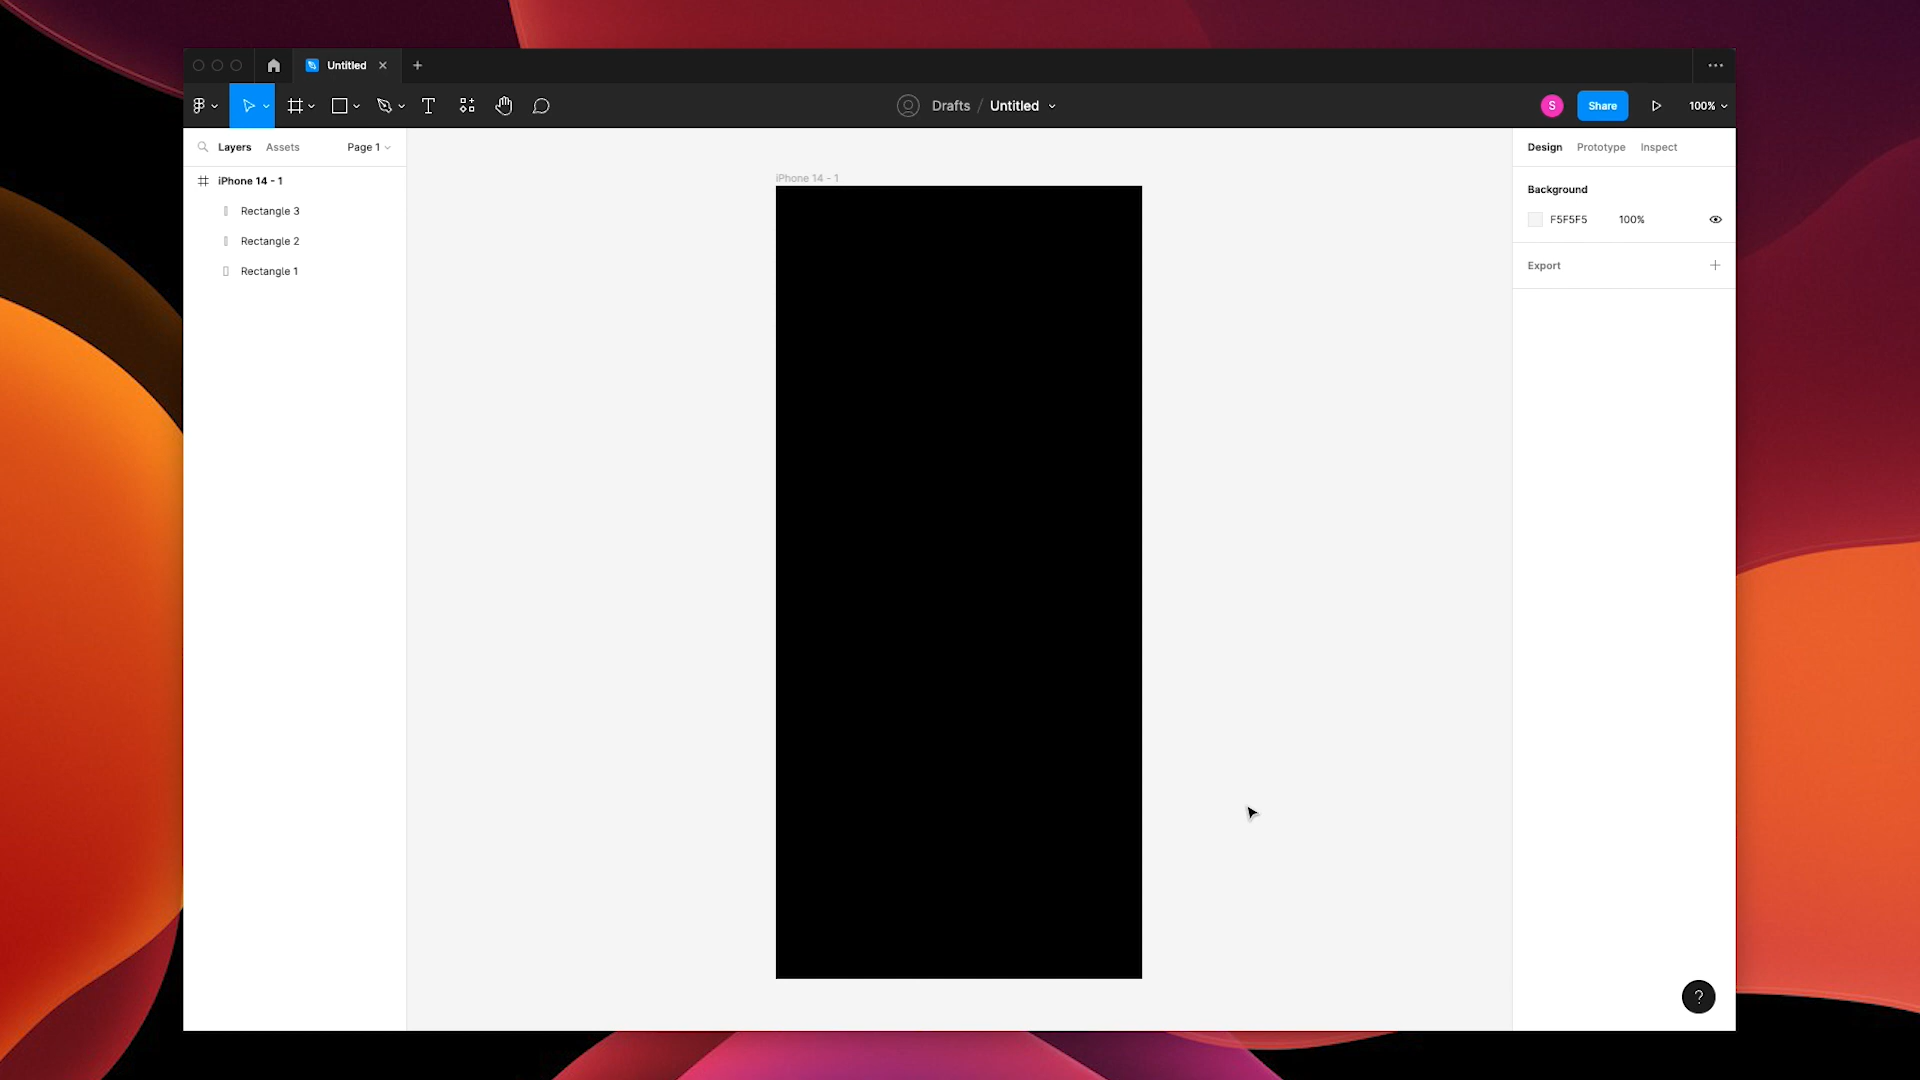 Untitled
Drafts / Untitled
S
Share
100%
Layers Assets Page 1
Design Prototype Inspect
iPhone 14 - 1
iPhone 14 - 1
Background
Rectangle 3
F5F5F5 100%
Rectangle 2
Export
Rectangle 1
?